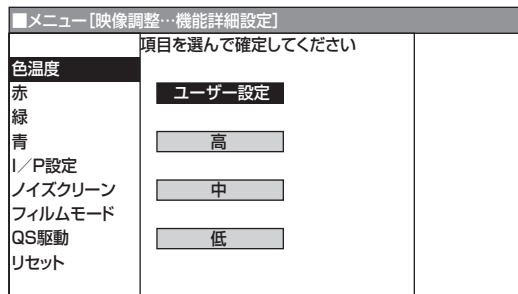 ■メニュー[映像調整…機能詳細設定]
項目を選んで確定してください
色温度
赤
ユーザー設定
緑
青
高
I／P設定
ノイズクリーン
中
フィルムモード
QS駆動
低
リセット